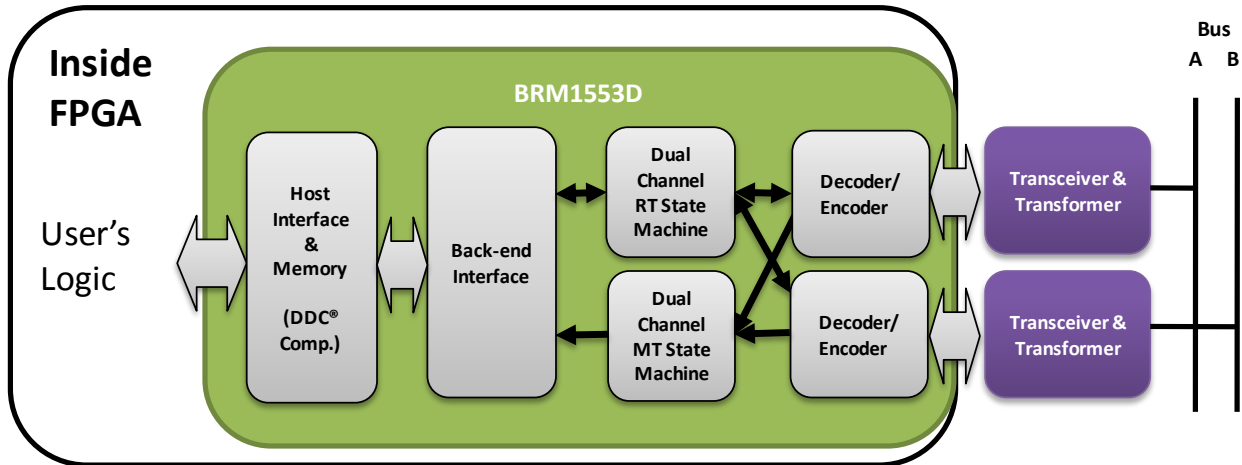 Inside
FPGA
BRM1553D
Bus
A B
User's
Logic
Host
Interface
&
Memory
(DDC®
Comp.)
Back-end
Interface
Dual
Channel
RT State
Machine
Dual
Channel
MT State
Machine
Decoder/
Encoder
Decoder/
Encoder
Transceiver &
Transformer
Transceiver &
Transformer